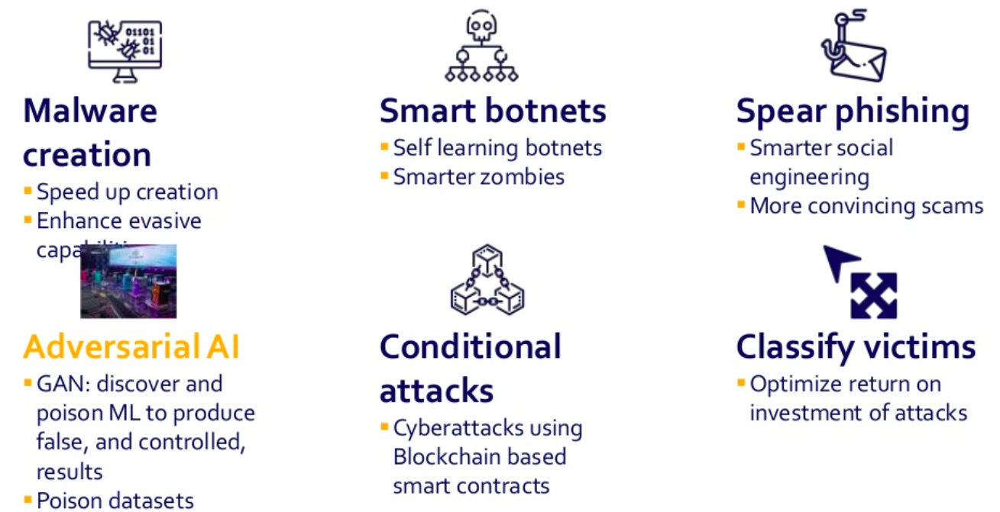 01101
01
01
Malware
creation
Speed up creation
Enhance evasive
Smart botnets
Self learning botnets
Smarter zombies
Spear phishing
Smarter social
engineering
More convincing scams
Adversarial AI
GAN: discover and
poison ML to produce
false, and controlled,
results
Poison datasets
Conditional
attacks
Cyberattacks using
Blockchain based
smart contracts
Classify victims
Optimize return on
investment of attacks